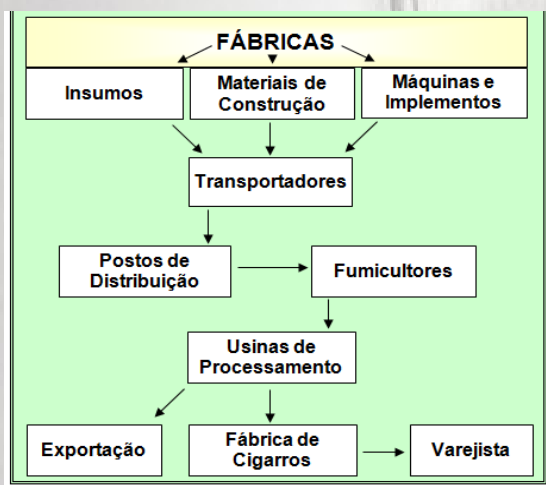 FÁBRICAS
Insumos
Materiais de
Construção
Máquinas e
Implementos
Transportadores
Postos de
Distribuição
Fumicultores
Usinas de
Processamento
Exportação
Fábrica de
Cigarros
Varejista